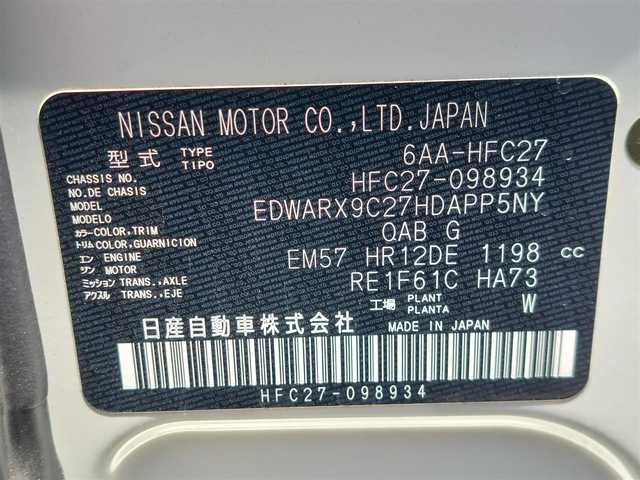 NISSAN MOTOR CO.,LTD.JAPAN
型式 TYPE TIPO 6AA-HFC27
CHASSIS NO.
NO.DE CHASSIS HFC27-098934
MODEL
MODELO EDWARX9C27HDAPP5NY
カラー COLOR,TRIM
トリム COLOR,GUARNICION QAB G
エン ENGINE
ジン MOTOR EM57 HR12DE 1198 CC
ミッション TRANS.,AXLE
アクスル TRANS.,EJE RE1F61C HA73
工場 PLANT PLANTA W
日産自動車株式会社 MADE IN JAPAN
HFC27-098934